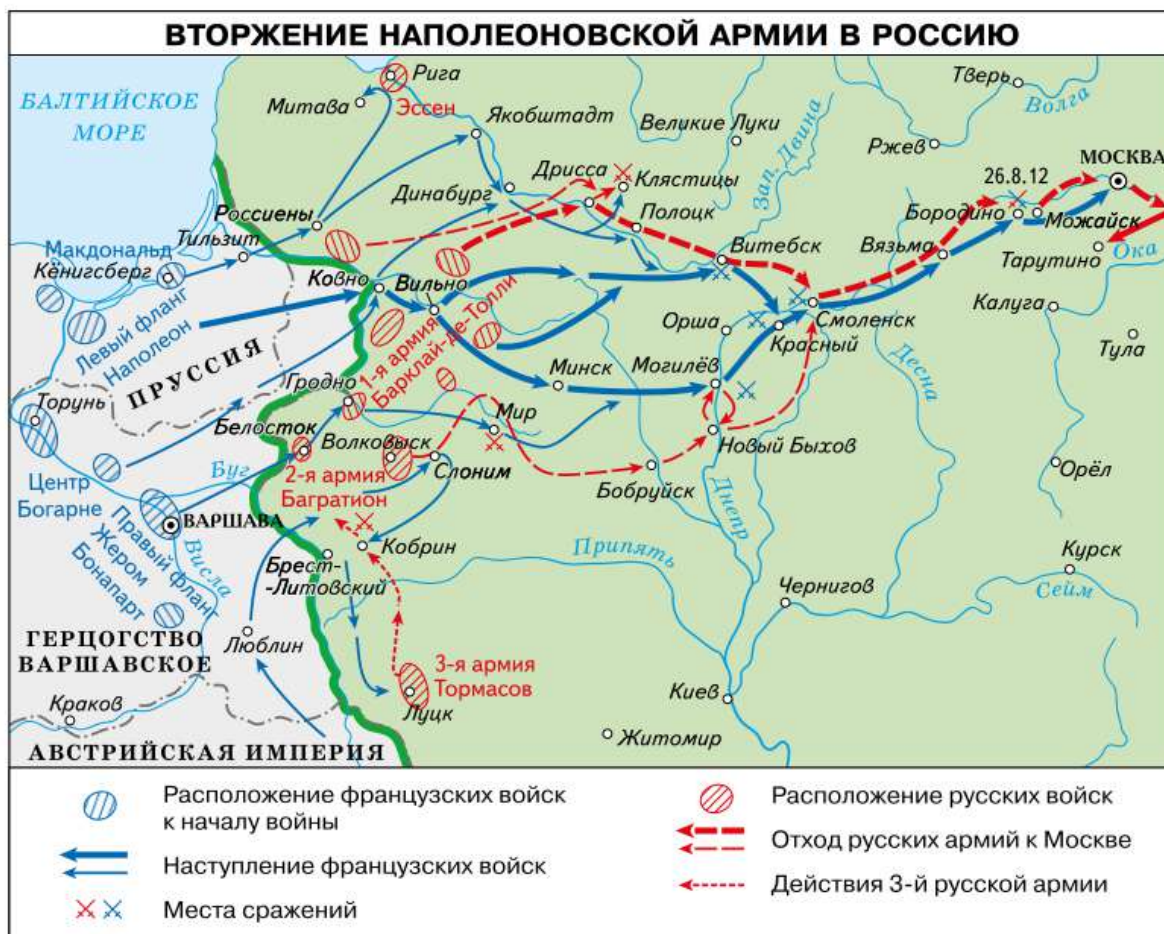 ВТОРЖЕНИЕ НАПОЛЕОНОВСКОЙ АРМИИ В РОССИЮ
БАЛТИЙСКОЕ
МОРЕ
Рига
Митава
Эссен
Якобштадт
Великие Луки
Зап. Двина
Тверь
Волга
Ржев
МОСКВА
26.8.12
Дрисса
Клястицы
Динабург
Полоцк
Бородино
Можайск
Россиены
Тильзит
Макдональд
Кёнигсберг
Витебск
Вязьма
Тарутино
Ока
Ковно
Вильно
Левый фланг
Наполеон
ПРУССИЯ
1-я армия
Барклай-де-Толли
Орша
Смоленск
Красный
Калуга
Тула
Минск
Могилёв
Десна
Гродно
Торунь
Белосток
Волковыск
Мир
Слоним
Новый Быхов
2-я армия
Багратион
Буг
Центр
Богарне
Бобруйск
Орёл
ВАРШАВА
Правый фланг
Жером
Бонапарт
Висла
Кобрин
Брест-
-Литовский
Припять
Днепр
Чернигов
Курск
Сейм
ГЕРЦОГСТВО
ВАРШАВСКОЕ
Люблин
3-я армия
Тормасов
Луцк
Киев
Краков
Житомир
АВСТРИЙСКАЯ ИМПЕРИЯ
Расположение французских войск
к началу войны
Наступление французских войск
Места сражений
Расположение русских войск
Отход русских армий к Москве
Действия 3-й русской армии